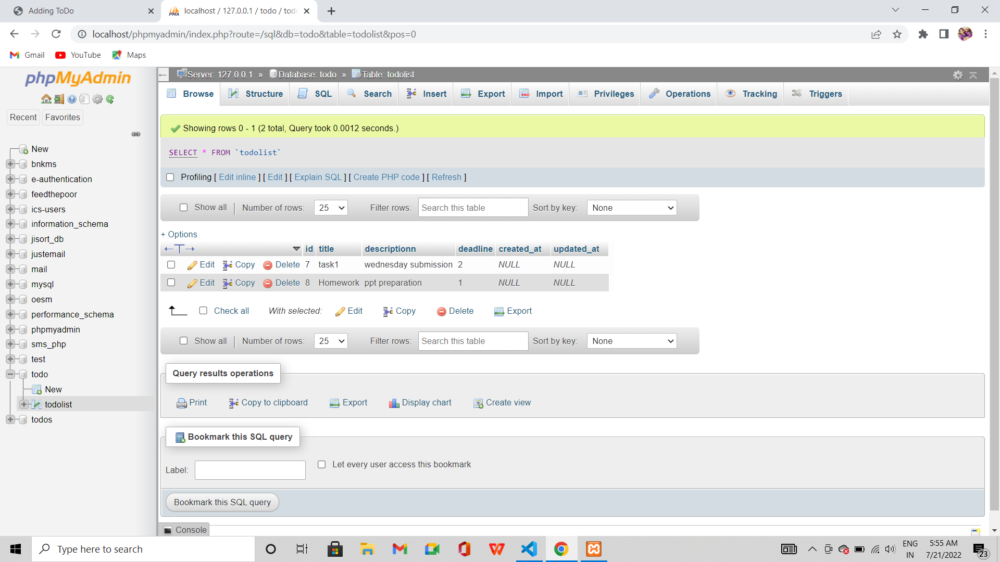 Adding ToDo
localhost / 127.0.0.1 / todo / tod
localhost/phpmyadmin/index.php?route=/sql&db=todo&table=todolist&pos=0
Gmail YouTube Maps
phpMyAdmin
Recent Favorites
New
bnkms
e-authentication
feedthepoor
ics-users
information_schema
jisort_db
justemail
mail
mysql
oesm
performance_schema
phpmyadmin
sms_php
test
todo
New
todolist
todos
Server: 127.0.0.1 » Database: todo » Table: todolist
Browse Structure SQL Search Insert Export Import Privileges Operations Tracking Triggers
Showing rows 0 - 1 (2 total, Query took 0.0012 seconds.)
SELECT * FROM `todolist`
Profiling [ Edit inline ] [ Edit ] [ Explain SQL ] [ Create PHP code ] [ Refresh ]
Show all | Number of rows: 25 Filter rows: Search this table Sort by key: None
+ Options
←T→ id title descriptionn deadline created_at updated_at
Edit Copy Delete 7 task1 wednesday submission 2 NULL NULL
Edit Copy Delete 8 Homework ppt preparation 1 NULL NULL
Check all With selected: Edit Copy Delete Export
Show all | Number of rows: 25 Filter rows: Search this table Sort by key: None
Query results operations
Print Copy to clipboard Export Display chart Create view
Bookmark this SQL query
Label: Let every user access this bookmark
Bookmark this SQL query
Console
Type here to search
ENG
IN
5:55 AM
7/21/2022
23